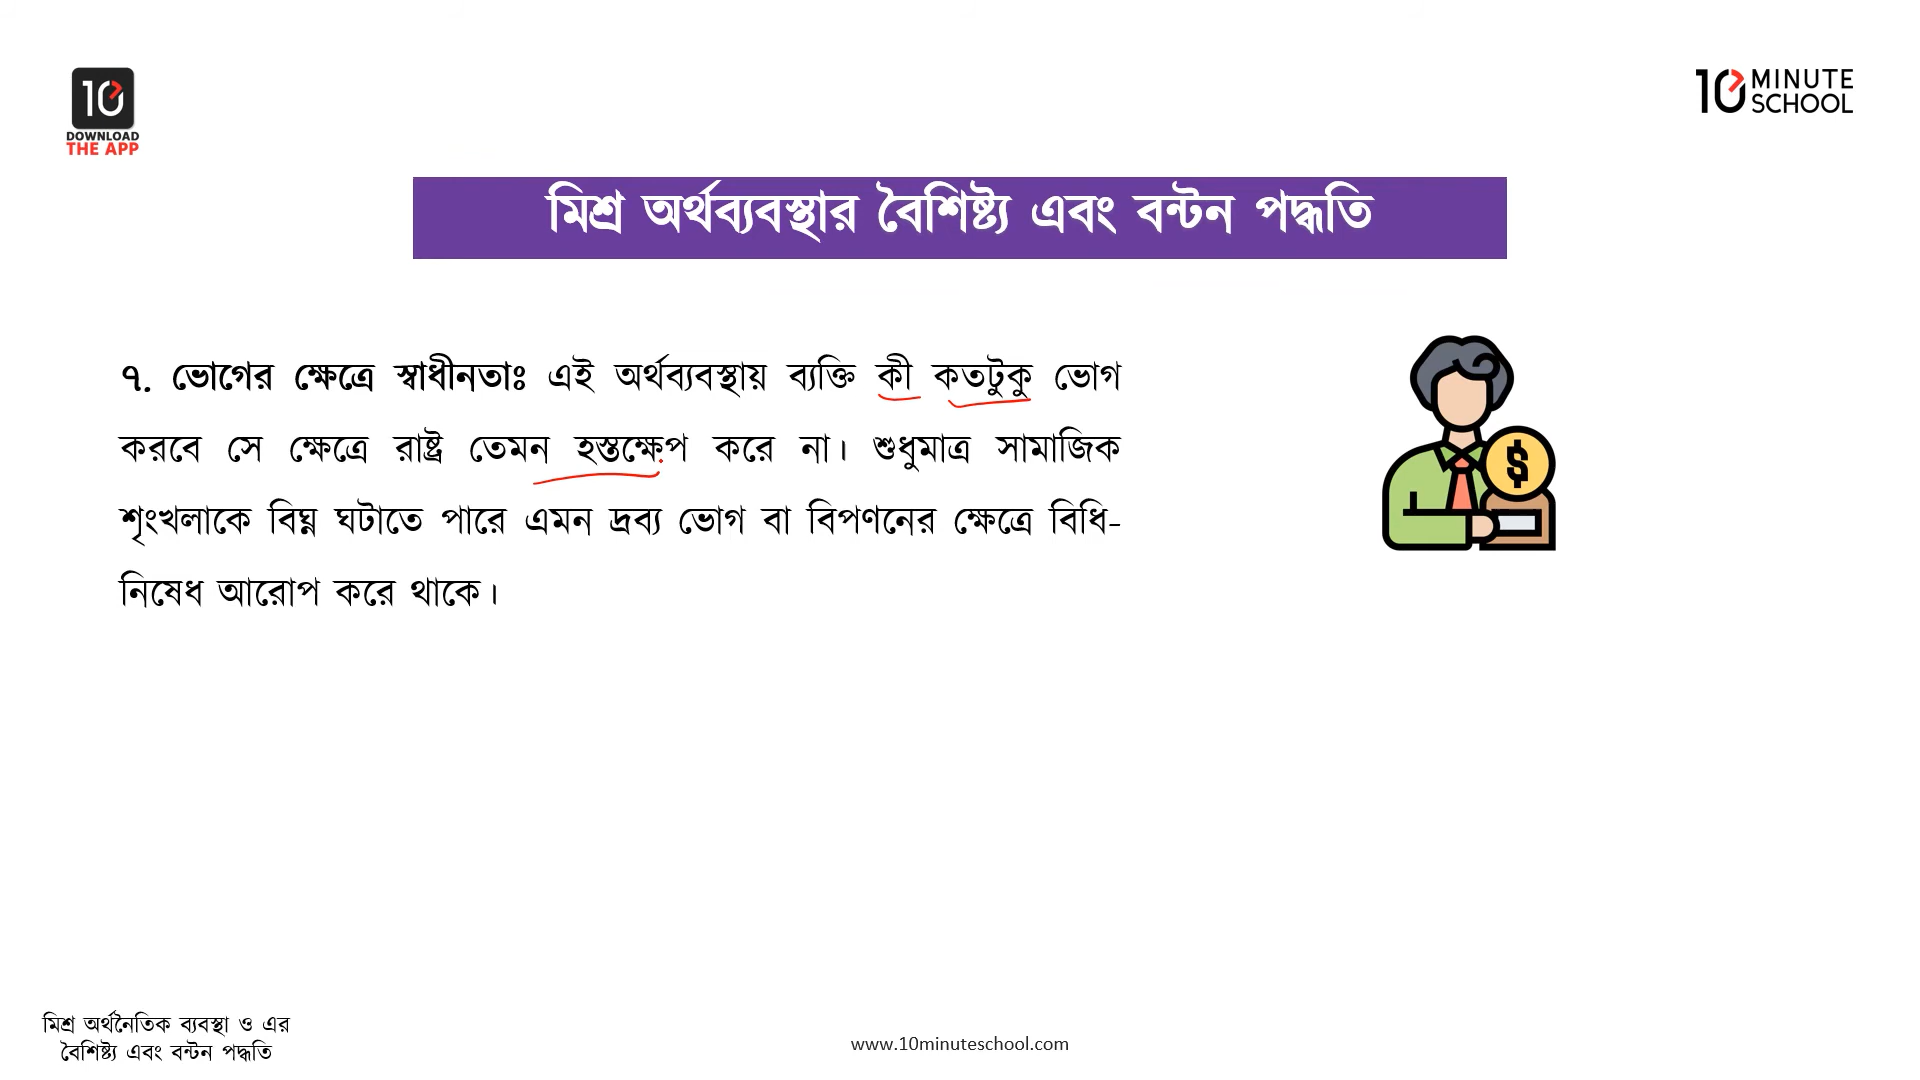 10
DOWNLOAD
THE APP
10 MINUTE
SCHOOL
মিশ্র অর্থব্যবস্থার বৈশিষ্ট্য এবং বন্টন পদ্ধতি
৭. ভোগের ক্ষেত্রে স্বাধীনতাঃ এই অর্থব্যবস্থায় ব্যক্তি কী কতটুকু ভোগ
করবে সে ক্ষেত্রে রাষ্ট্র তেমন হস্তক্ষেপ করে না। শুধুমাত্র সামাজিক
শৃংখলাকে বিঘ্ন ঘটাতে পারে এমন দ্রব্য ভোগ বা বিপণনের ক্ষেত্রে বিধি-
নিষেধ আরোপ করে থাকে।
$
মিশ্র অর্থনৈতিক ব্যবস্থা ও এর
বৈশিষ্ট্য এবং বন্টন পদ্ধতি
www.10minuteschool.com